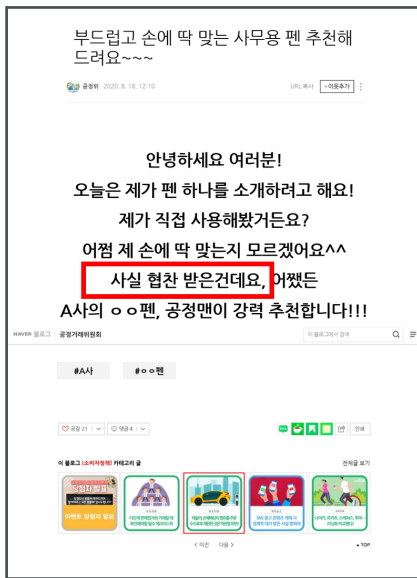 부드럽고 손에 딱 맞는 사무용 펜 추천해
드려요~~~
공정위 2020. 8. 18. 12:10
URL 복사 +이웃추가
안녕하세요 여러분!
오늘은 제가 펜 하나를 소개하려고 해요!
제가 직접 사용해봤거든요?
어쩜 제 손에 딱 맞는지 모르겠어요^^
사실 협찬 받은건데요, 어쨌든
A사의 ㅇㅇ펜, 공정맨이 강력 추천합니다!!!
NAVER 블로그 공정거래위원회 이 블로그에서 검색
#A사 #ㅇㅇ펜
공감 21 댓글 4 인쇄
이 블로그 [소비자정책] 카테고리 글 전체글 보기
당첨자 발표
이벤트 당첨자 발표
< 이전 다음 > ▲ TOP